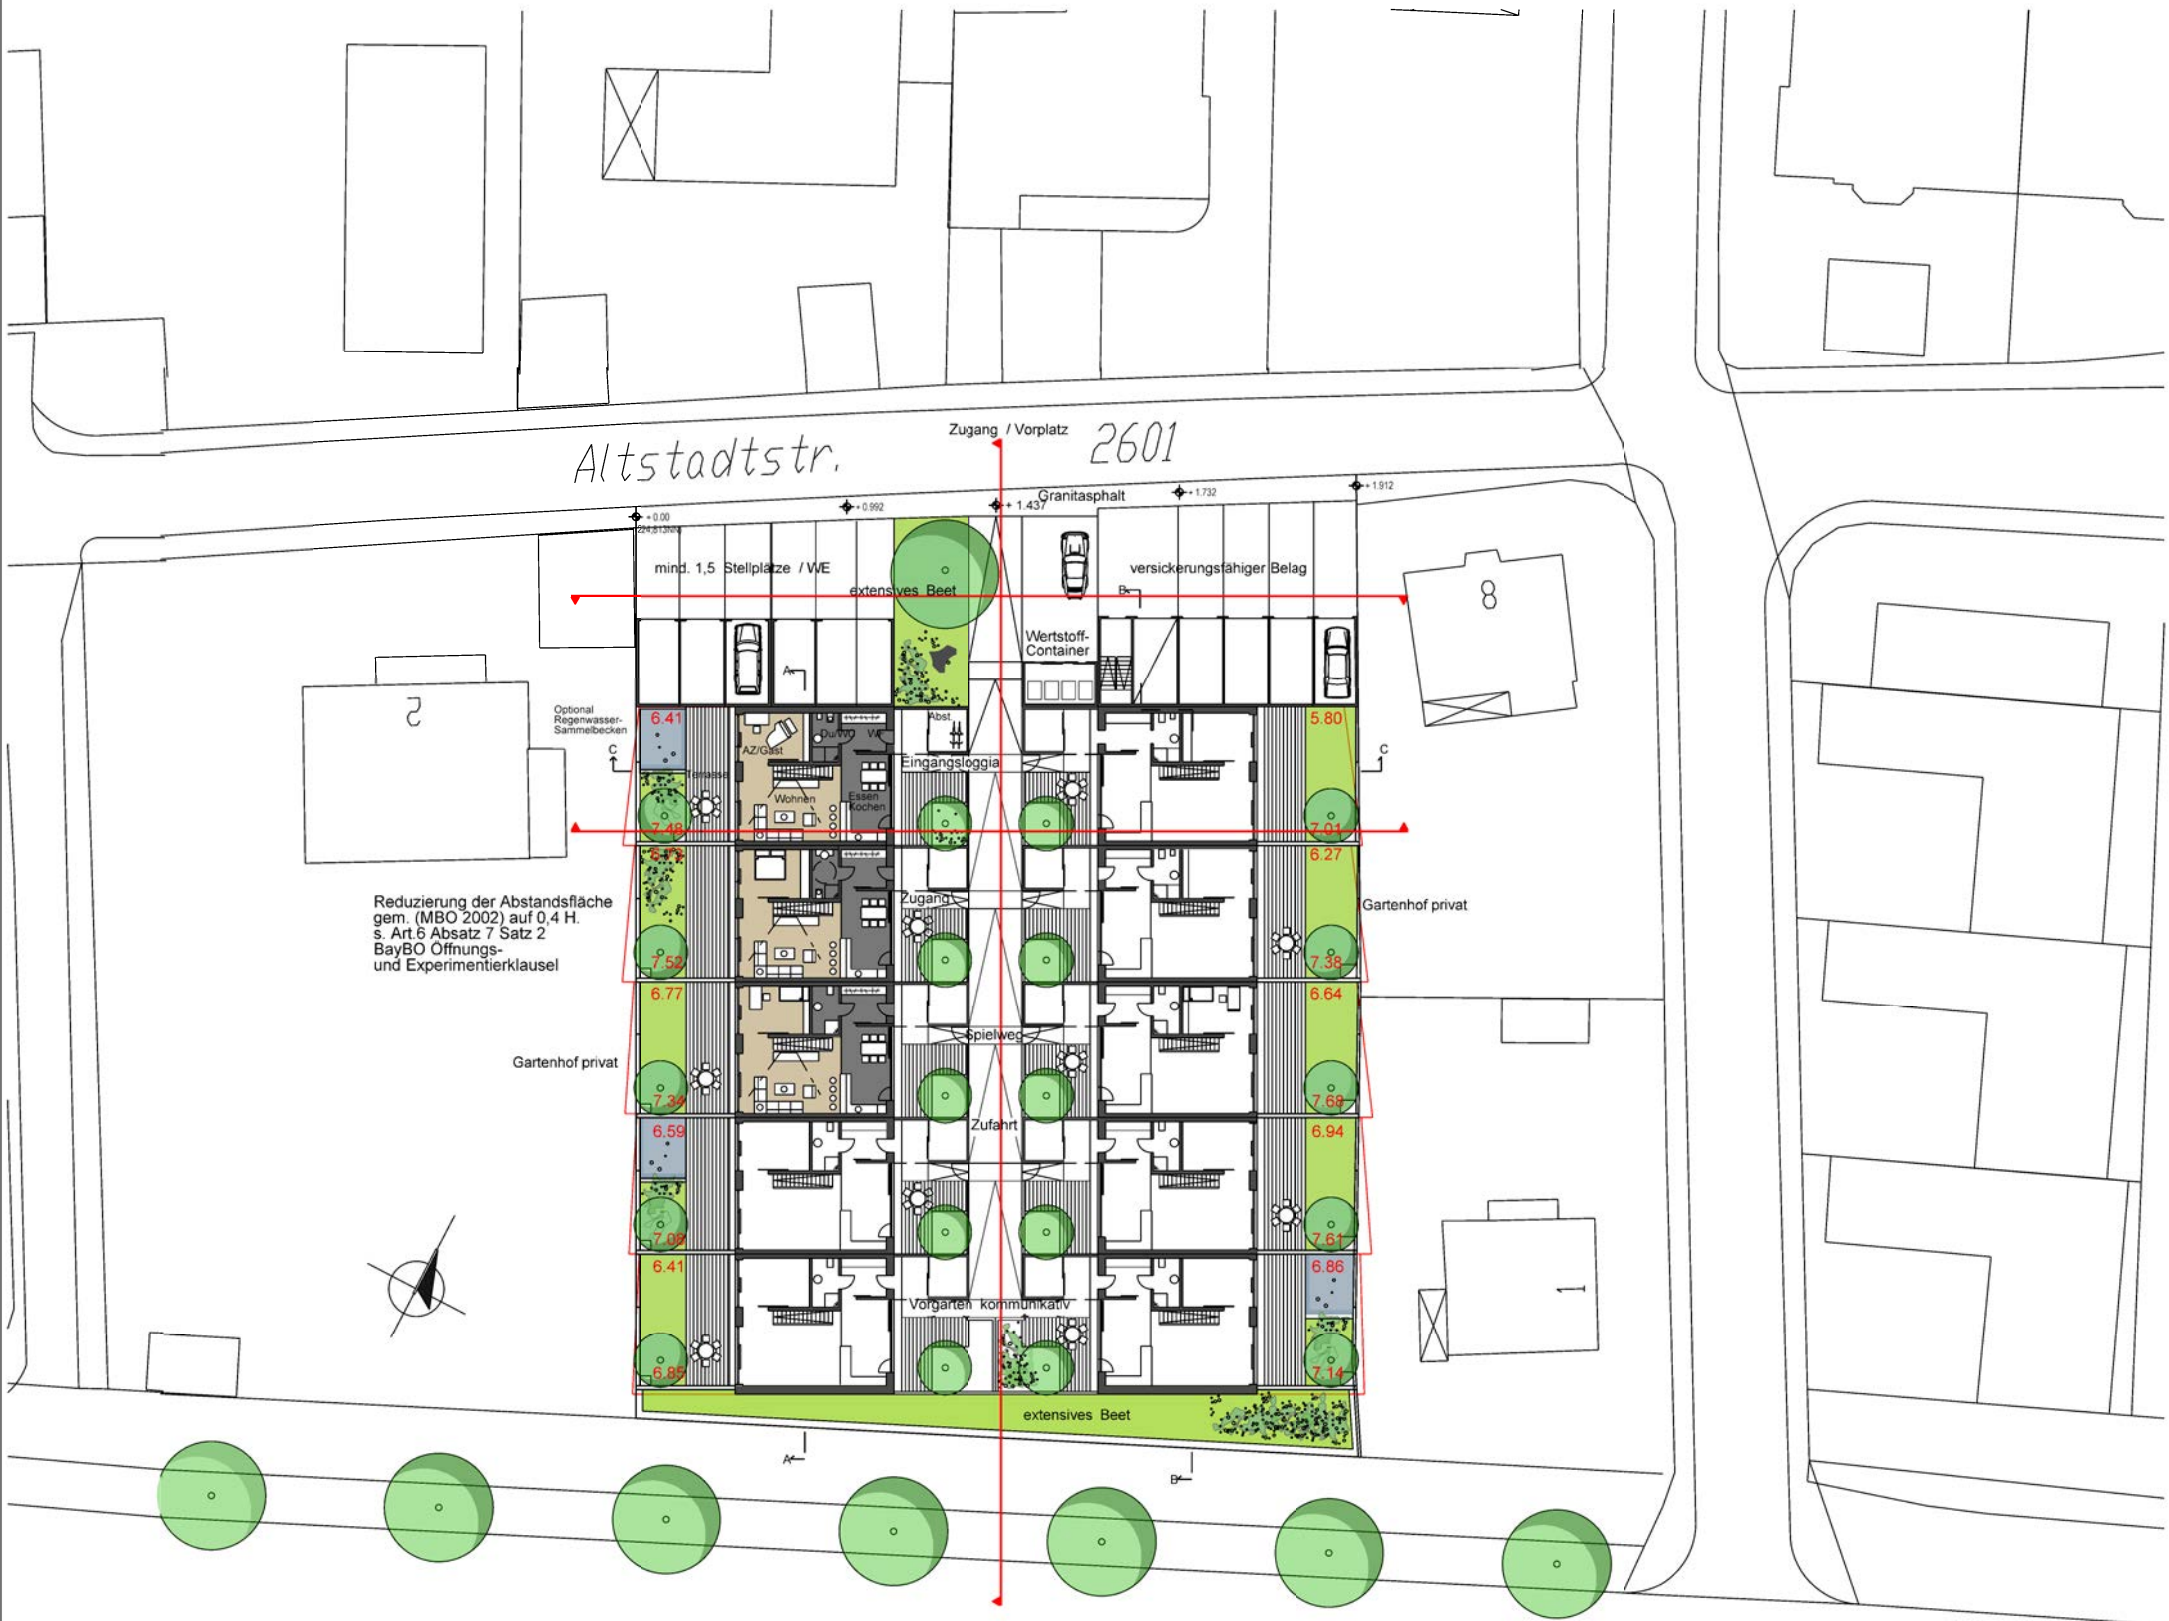 Zugang / Vorplatz
2601
Altstadtstr.
Granitasphalt
+ 1.912
+ 1.732
+ 1.437
+ 0.992
+ 0.00
mind. 1,5 Stellplätze / WE
versickerungsfähiger Belag
extensives Beet
B
8
Wertstoff-
Container
A
2
Optional
Regenwasser-
Sammelbecken
6.41
Abst.
5.80
Du/WC
AZ/Gast
C
Eingangsloggia
C
Terrasse
Wohnen
Essen
Kochen
7.48
7.01
6.27
Reduzierung der Abstandsfläche
gem. (MBO 2002) auf 0,4 H.
s. Art.6 Absatz 7 Satz 2
BayBO Öffnungs-
und Experimentierklausel
Zugang
Gartenhof privat
7.52
7.38
6.77
6.64
Spielweg
Gartenhof privat
7.34
7.68
Zufahrt
6.59
6.94
7.08
7.61
6.41
6.86
1
Vorgarten kommunikativ
6.85
7.14
extensives Beet
A
B